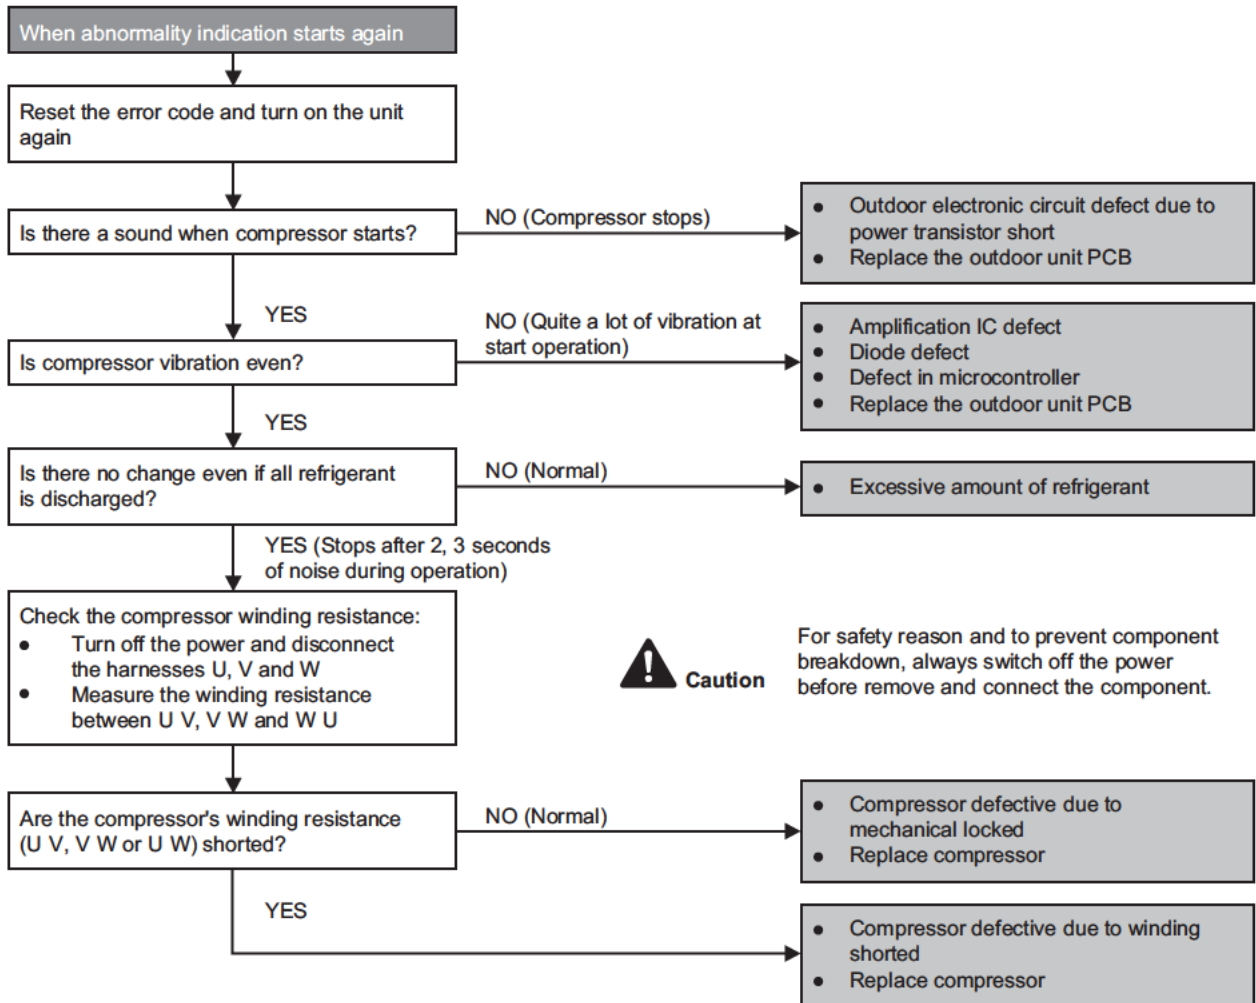 When abnormality indication starts again
Reset the error code and turn on the unit
again
Is there a sound when compressor starts?
NO (Compressor stops)
● Outdoor electronic circuit defect due to
power transistor short
● Replace the outdoor unit PCB
YES
Is compressor vibration even?
NO (Quite a lot of vibration at
start operation)
● Amplification IC defect
● Diode defect
● Defect in microcontroller
● Replace the outdoor unit PCB
YES
Is there no change even if all refrigerant
is discharged?
NO (Normal)
● Excessive amount of refrigerant
YES (Stops after 2, 3 seconds
of noise during operation)
Check the compressor winding resistance:
● Turn off the power and disconnect
the harnesses U, V and W
● Measure the winding resistance
between U V, V W and W U
Caution
For safety reason and to prevent component
breakdown, always switch off the power
before remove and connect the component.
Are the compressor's winding resistance
(U V, V W or U W) shorted?
NO (Normal)
● Compressor defective due to
mechanical locked
● Replace compressor
YES
● Compressor defective due to winding
shorted
● Replace compressor